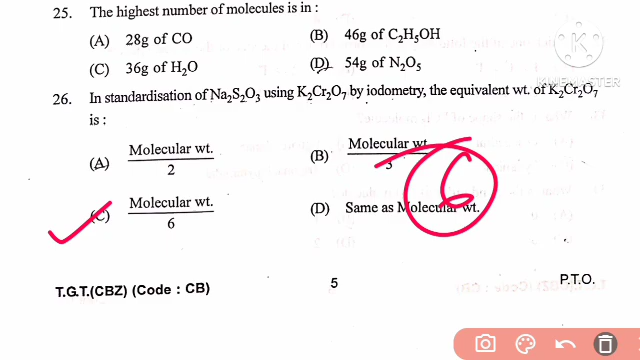 25. The highest number of molecules is in :
(A) 28g of CO (B) 46g of C₂H₅OH
(C) 36g of H₂O (D) 54g of N₂O₅
26. In standardisation of Na₂S₂O₃ using K₂Cr₂O₇ by iodometry, the equivalent wt. of K₂Cr₂O₇
is :
(A) Molecular wt. / 2 (B) Molecular wt. / 3
(C) Molecular wt. / 6 (D) Same as Molecular wt.
6
T.G.T.(CBZ) (Code : CB) 5 P.T.O.
KINEMASTER